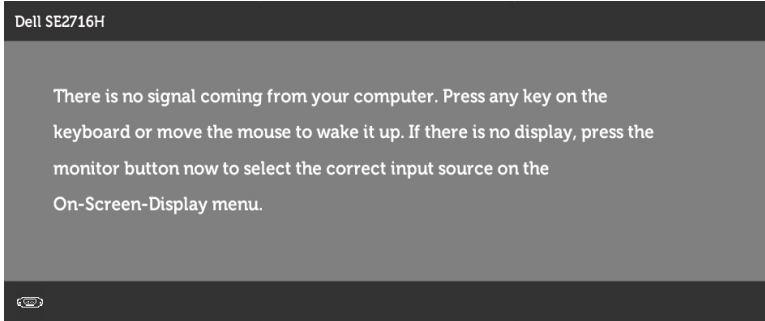 Dell SE2716H
There is no signal coming from your computer. Press any key on the
keyboard or move the mouse to wake it up. If there is no display, press the
monitor button now to select the correct input source on the
On-Screen-Display menu.